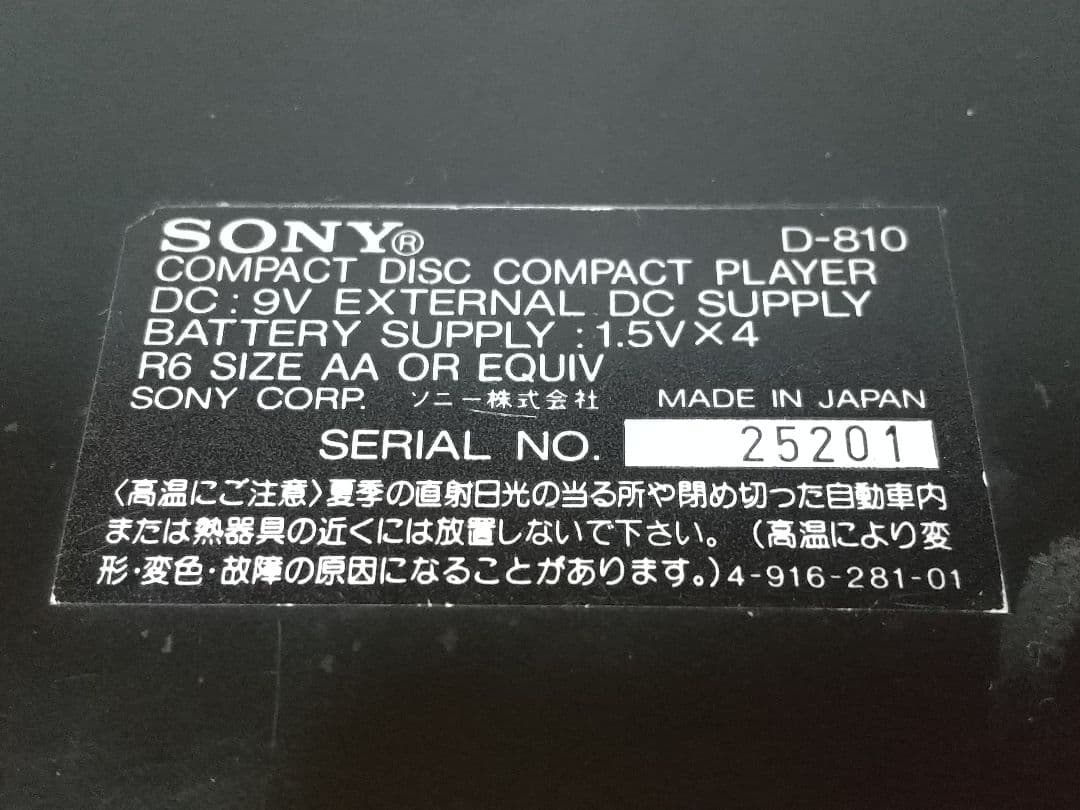 SONY® D-810
COMPACT DISC COMPACT PLAYER
DC : 9V EXTERNAL DC SUPPLY
BATTERY SUPPLY : 1.5V×4
R6 SIZE AA OR EQUIV
SONY CORP. ソニー株式会社 MADE IN JAPAN
SERIAL NO. 25201
〈高温にご注意〉夏季の直射日光の当る所や閉め切った自動車内
または熱器具の近くには放置しないで下さい。(高温により変
形・変色・故障の原因になることがあります。)4-916-281-01